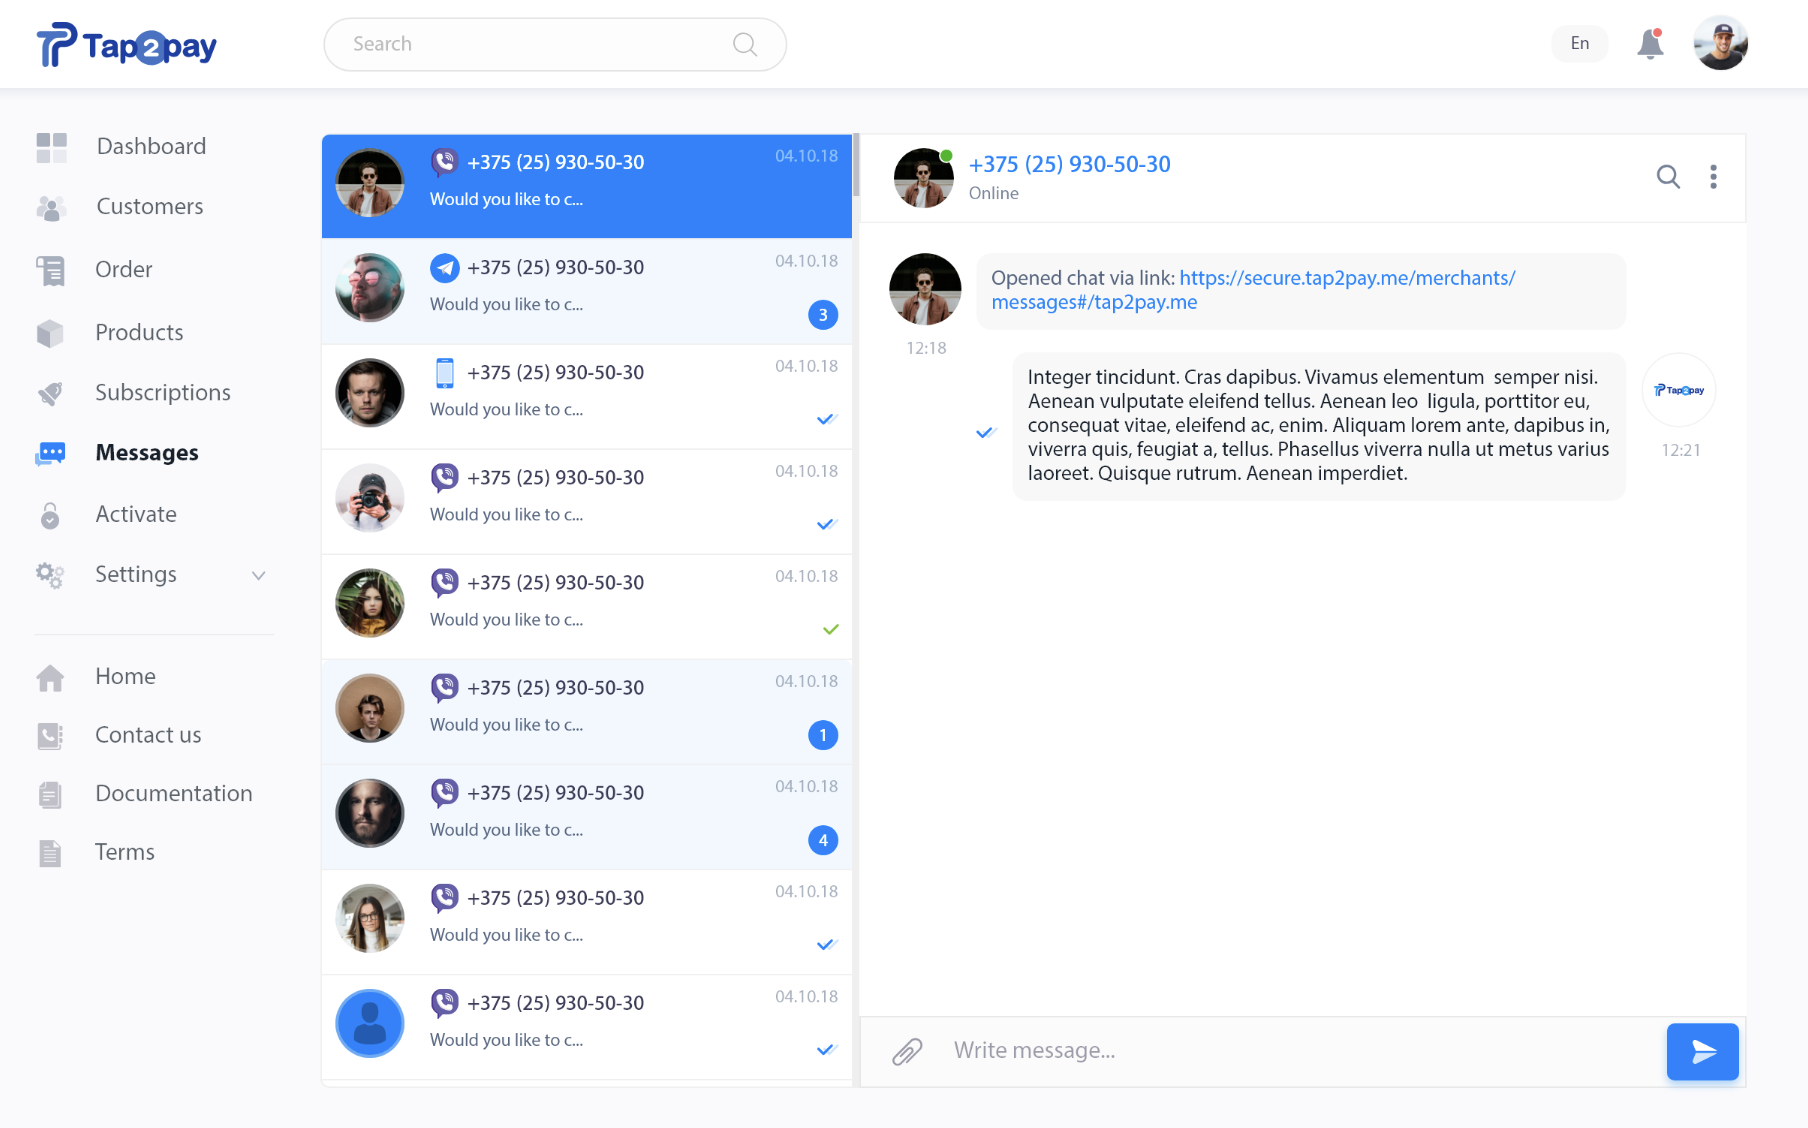 Tap2pay
Search
En
Dashboard
Customers
Order
Products
Subscriptions
Messages
Activate
Settings
Home
Contact us
Documentation
Terms
+375 (25) 930-50-30
04.10.18
Would you like to c...
+375 (25) 930-50-30
04.10.18
Would you like to c...
3
+375 (25) 930-50-30
04.10.18
Would you like to c...
+375 (25) 930-50-30
04.10.18
Would you like to c...
+375 (25) 930-50-30
04.10.18
Would you like to c...
+375 (25) 930-50-30
04.10.18
Would you like to c...
1
+375 (25) 930-50-30
04.10.18
Would you like to c...
4
+375 (25) 930-50-30
04.10.18
Would you like to c...
+375 (25) 930-50-30
04.10.18
Would you like to c...
+375 (25) 930-50-30
Online
Opened chat via link: https://secure.tap2pay.me/merchants/
messages#/tap2pay.me
12:18
Integer tincidunt. Cras dapibus. Vivamus elementum  semper nisi.
Aenean vulputate eleifend tellus. Aenean leo  ligula, porttitor eu,
consequat vitae, eleifend ac, enim. Aliquam lorem ante, dapibus in,
viverra quis, feugiat a, tellus. Phasellus viverra nulla ut metus varius
laoreet. Quisque rutrum. Aenean imperdiet.
Tap2pay
12:21
Write message...